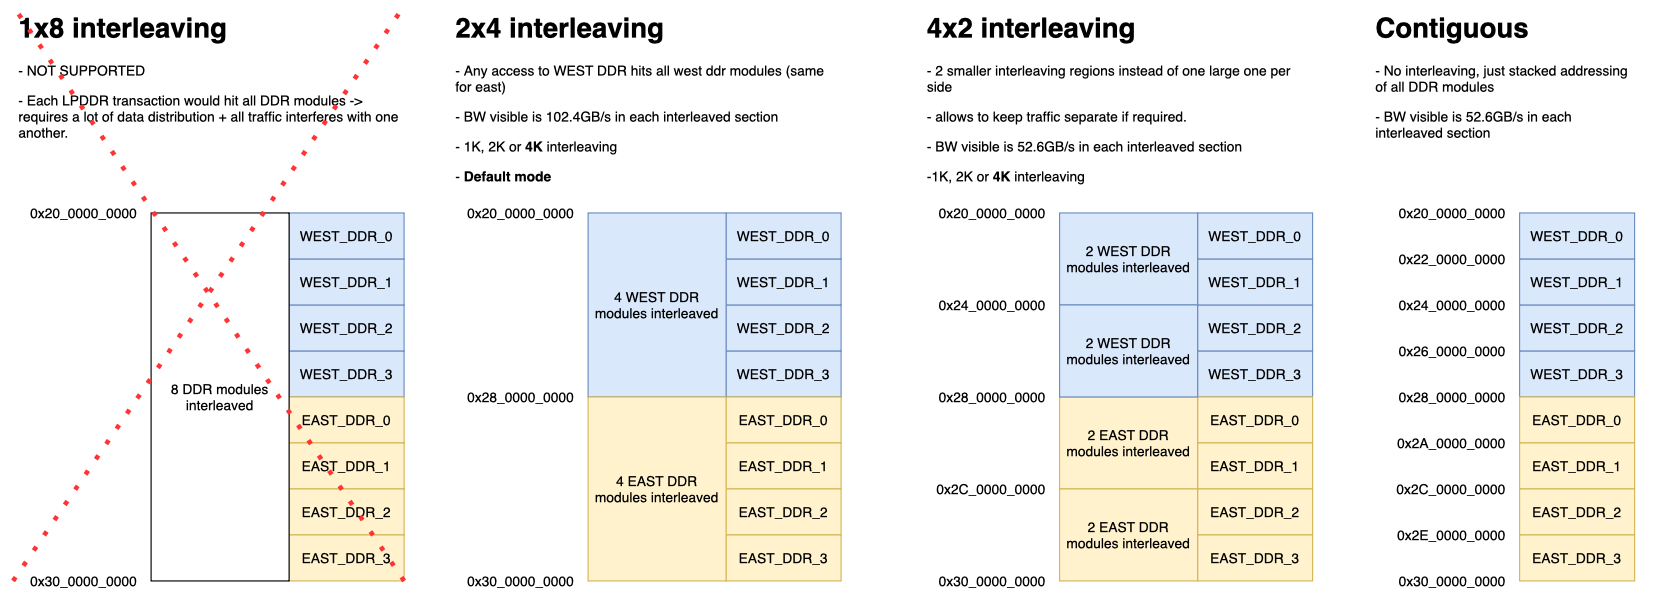 1x8 interleaving
- NOT SUPPORTED
- Each LPDDR transaction would hit all DDR modules ->
requires a lot of data distribution + all traffic interferes with one
another.
0x20_0000_0000
8 DDR modules
interleaved
WEST_DDR_0
WEST_DDR_1
WEST_DDR_2
WEST_DDR_3
EAST_DDR_0
EAST_DDR_1
EAST_DDR_2
EAST_DDR_3
0x30_0000_0000
2x4 interleaving
- Any access to WEST DDR hits all west ddr modules (same
for east)
- BW visible is 102.4GB/s in each interleaved section
- 1K, 2K or 4K interleaving
- Default mode
0x20_0000_0000
4 WEST DDR
modules interleaved
WEST_DDR_0
WEST_DDR_1
WEST_DDR_2
WEST_DDR_3
0x28_0000_0000
4 EAST DDR
modules interleaved
EAST_DDR_0
EAST_DDR_1
EAST_DDR_2
EAST_DDR_3
0x30_0000_0000
4x2 interleaving
- 2 smaller interleaving regions instead of one large one per
side
- allows to keep traffic separate if required.
- BW visible is 52.6GB/s in each interleaved section
-1K, 2K or 4K interleaving
0x20_0000_0000
2 WEST DDR
modules interleaved
WEST_DDR_0
WEST_DDR_1
0x24_0000_0000
2 WEST DDR
modules interleaved
WEST_DDR_2
WEST_DDR_3
0x28_0000_0000
2 EAST DDR
modules interleaved
EAST_DDR_0
EAST_DDR_1
0x2C_0000_0000
2 EAST DDR
modules interleaved
EAST_DDR_2
EAST_DDR_3
0x30_0000_0000
Contiguous
- No interleaving, just stacked addressing
of all DDR modules
- BW visible is 52.6GB/s in each
interleaved section
0x20_0000_0000
WEST_DDR_0
0x22_0000_0000
WEST_DDR_1
0x24_0000_0000
WEST_DDR_2
0x26_0000_0000
WEST_DDR_3
0x28_0000_0000
EAST_DDR_0
0x2A_0000_0000
EAST_DDR_1
0x2C_0000_0000
EAST_DDR_2
0x2E_0000_0000
EAST_DDR_3
0x30_0000_0000